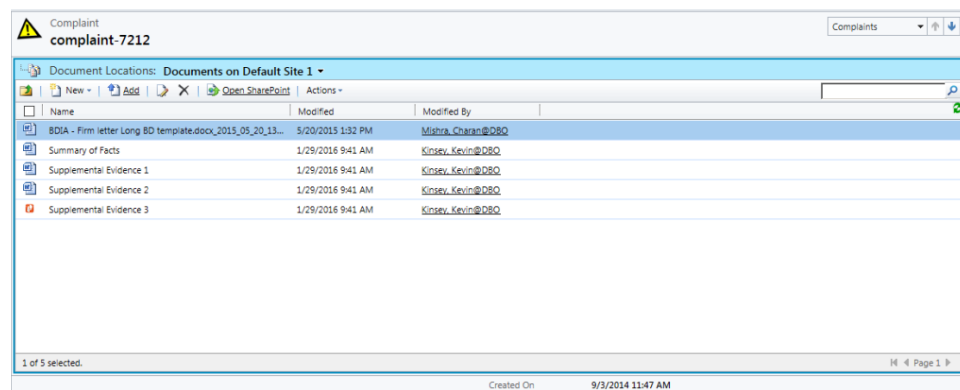 Complaint
complaint-7212
Complaints
Document Locations: Documents on Default Site 1
New | Add | Open SharePoint | Actions
Name Modified Modified By
BDIA - Firm letter Long BD template.docx_2015_05_20_13... 5/20/2015 1:32 PM Mishra, Charan@DBO
Summary of Facts 1/29/2016 9:41 AM Kinsey, Kevin@DBO
Supplemental Evidence 1 1/29/2016 9:41 AM Kinsey, Kevin@DBO
Supplemental Evidence 2 1/29/2016 9:41 AM Kinsey, Kevin@DBO
Supplemental Evidence 3 1/29/2016 9:41 AM Kinsey, Kevin@DBO
1 of 5 selected. Page 1
Created On 9/3/2014 11:47 AM